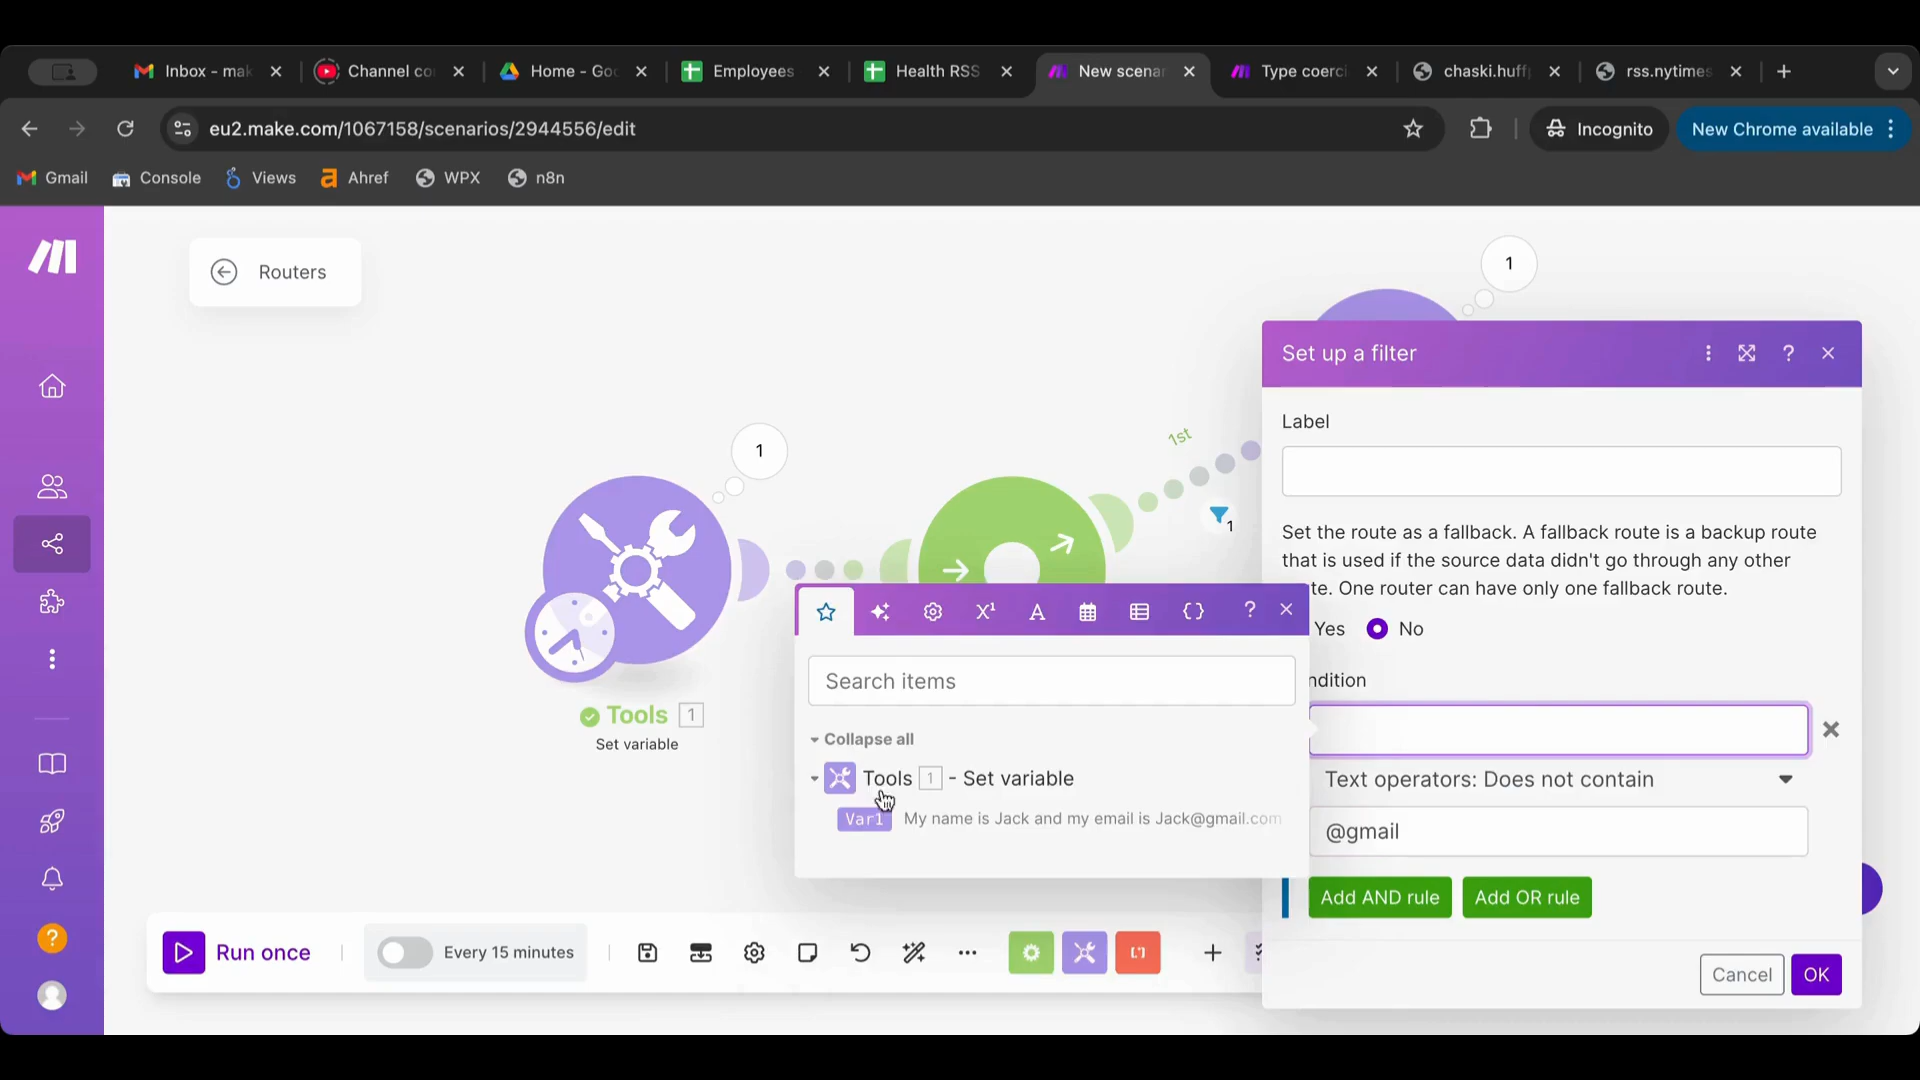 Inbox - mak
Channel co
Home - Goo
Employees
Health RSS
New scenar
Type coerci
chaski.huffp
rss.nytimes
eu2.make.com/1067158/scenarios/2944556/edit
Incognito
New Chrome available
Gmail
Console
Views
Ahref
WPX
n8n
Routers
1
1
1st
1
Tools 1
Set variable
Set up a filter
Label
Set the route as a fallback. A fallback route is a backup route
that is used if the source data didn't go through any other
te. One router can have only one fallback route.
Yes
No
ndition
Text operators: Does not contain
@gmail
Add AND rule
Add OR rule
Cancel
OK
Search items
Collapse all
Tools 1 - Set variable
Var1 My name is Jack and my email is Jack@gmail.com
Run once
Every 15 minutes